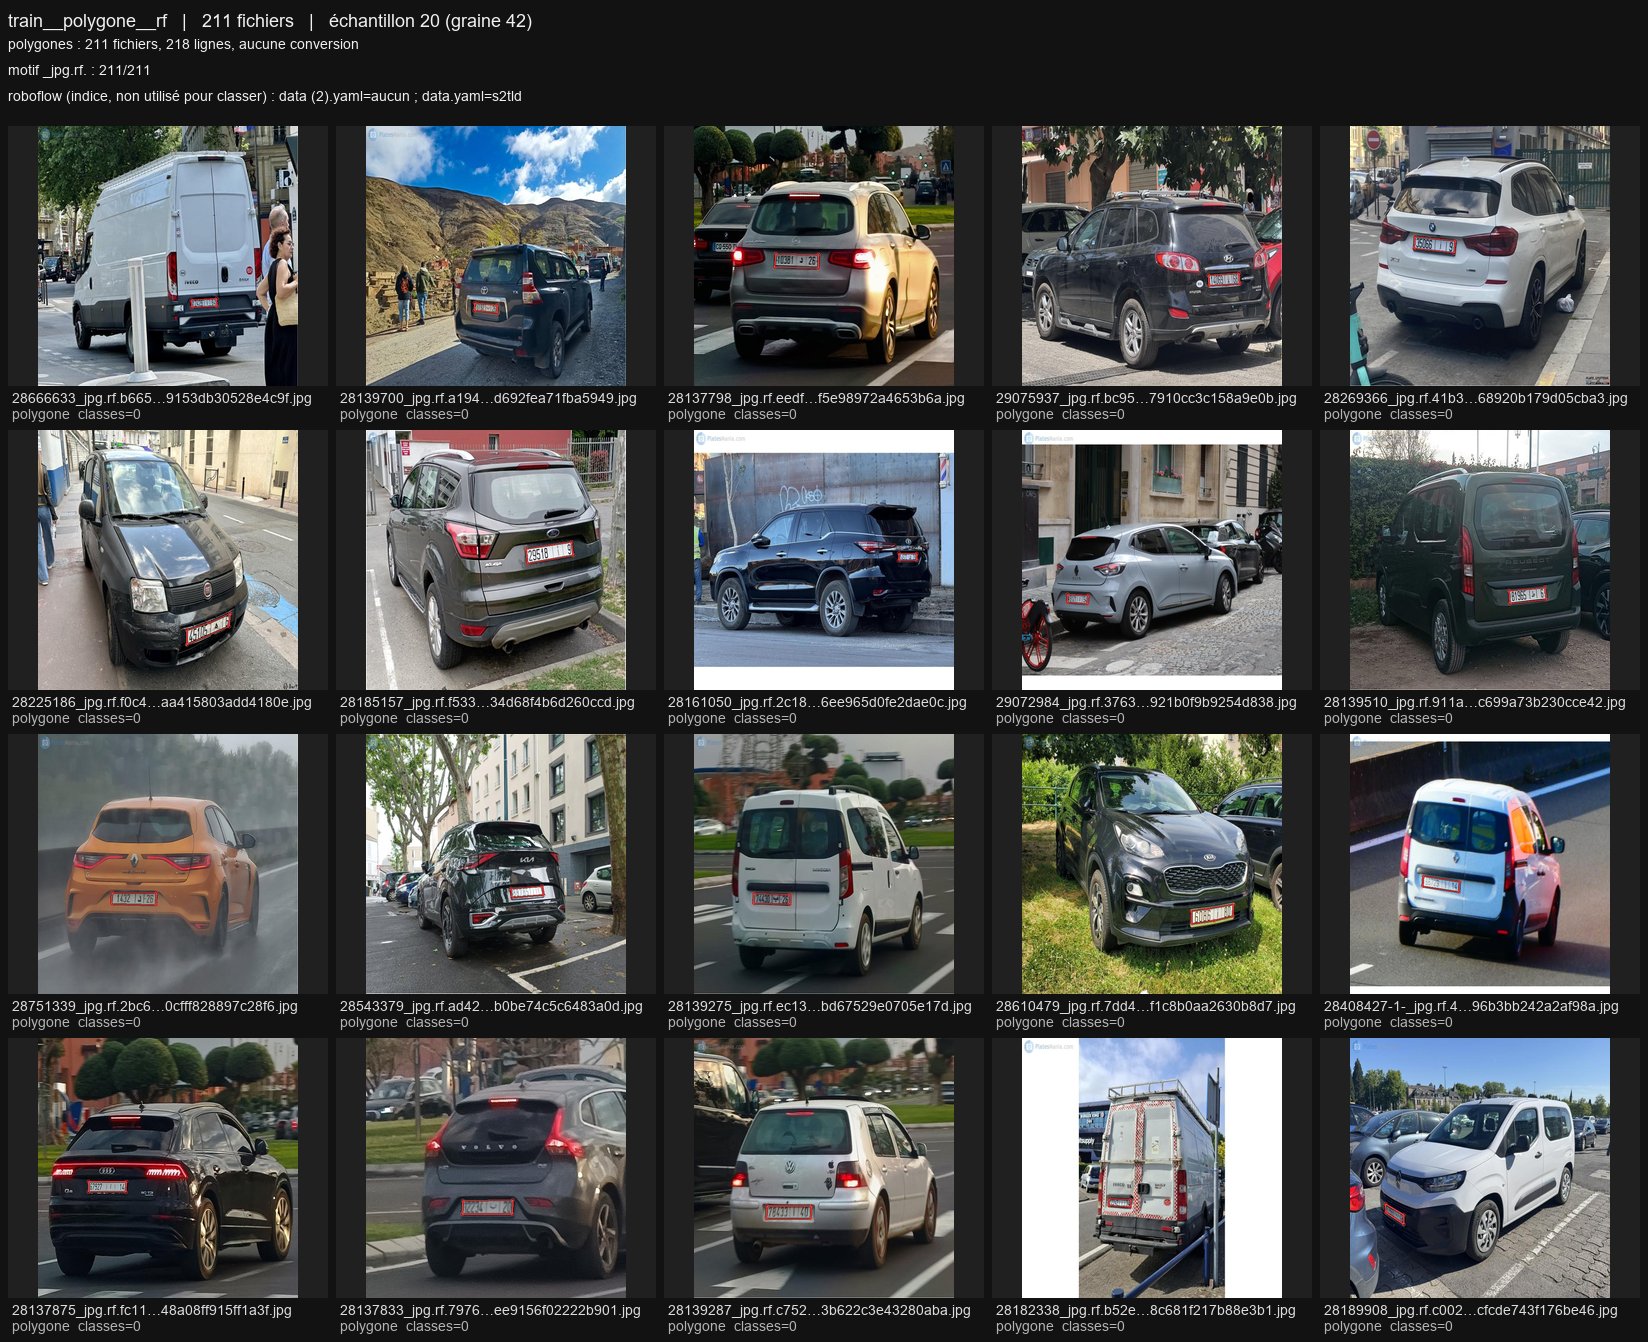 train__polygone__rf | 211 fichiers | échantillon 20 (graine 42)
polygones : 211 fichiers, 218 lignes, aucune conversion
motif _jpg.rf. : 211/211
roboflow (indice, non utilisé pour classer) : data (2).yaml=aucun ; data.yaml=s2tld
28666633_jpg.rf.b665…9153db30528e4c9f.jpg
polygone classes=0
28139700_jpg.rf.a194…d692fea71fba5949.jpg
polygone classes=0
28137798_jpg.rf.eedf…f5e98972a4653b6a.jpg
polygone classes=0
29075937_jpg.rf.bc95…7910cc3c158a9e0b.jpg
polygone classes=0
28269366_jpg.rf.41b3…68920b179d05cba3.jpg
polygone classes=0
PlatesMania.com
29518
VOLVO
PEUGEOT
28225186_jpg.rf.f0c4…aa415803add4180e.jpg
polygone classes=0
28185157_jpg.rf.f533…34d68f4b6d260ccd.jpg
polygone classes=0
28161050_jpg.rf.2c18…6ee965d0fe2dae0c.jpg
polygone classes=0
29072984_jpg.rf.3763…921b0f9b9254d838.jpg
polygone classes=0
28139510_jpg.rf.911a…c699a73b230cce42.jpg
polygone classes=0
28751339_jpg.rf.2bc6…0cfff828897c28f6.jpg
polygone classes=0
28543379_jpg.rf.ad42…b0be74c5c6483a0d.jpg
polygone classes=0
28139275_jpg.rf.ec13…bd67529e0705e17d.jpg
polygone classes=0
28610479_jpg.rf.7dd4…f1c8b0aa2630b8d7.jpg
polygone classes=0
28408427-1-_jpg.rf.4…96b3bb242a2af98a.jpg
polygone classes=0
28137875_jpg.rf.fc11…48a08ff915ff1a3f.jpg
polygone classes=0
28137833_jpg.rf.7976…ee9156f02222b901.jpg
polygone classes=0
28139287_jpg.rf.c752…3b622c3e43280aba.jpg
polygone classes=0
28182338_jpg.rf.b52e…8c681f217b88e3b1.jpg
polygone classes=0
28189908_jpg.rf.c002…cfcde743f176be46.jpg
polygone classes=0